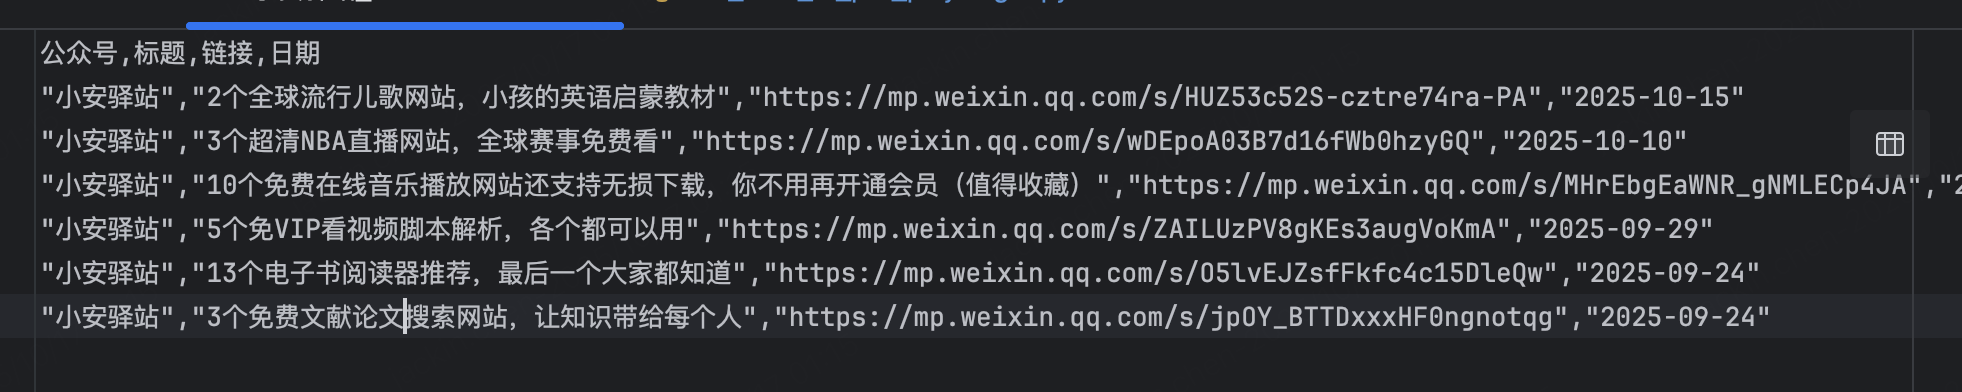 公众号,标题,链接,日期
"小安驿站","2个全球流行儿歌网站，小孩的英语启蒙教材","https://mp.weixin.qq.com/s/HUZ53c52S-cztre74ra-PA","2025-10-15"
"小安驿站","3个超清NBA直播网站，全球赛事免费看","https://mp.weixin.qq.com/s/wDEpoA03B7d16fWb0hzyGQ","2025-10-10"
"小安驿站","10个免费在线音乐播放网站还支持无损下载，你不用再开通会员（值得收藏）","https://mp.weixin.qq.com/s/MHrEbgEaWNR_gNMLECp4JA","2
"小安驿站","5个免VIP看视频脚本解析，各个都可以用","https://mp.weixin.qq.com/s/ZAILUzPV8gKEs3augVoKmA","2025-09-29"
"小安驿站","13个电子书阅读器推荐，最后一个大家都知道","https://mp.weixin.qq.com/s/O5lvEJZsfFkfc4c15DleQw","2025-09-24"
"小安驿站","3个免费文献论文搜索网站，让知识带给每个人","https://mp.weixin.qq.com/s/jpOY_BTTDxxxHF0ngnotqg","2025-09-24"